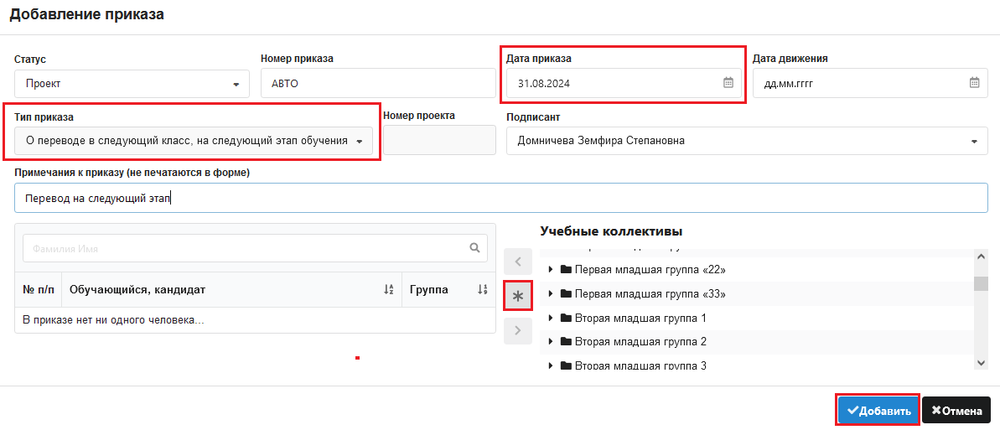 Добавление приказа
Статус
Номер приказа
Дата приказа
Дата движения
Проект
АВТО
31.08.2024
дд.мм.гггг
Тип приказа
Номер проекта
Подписант
О переводе в следующий класс, на следующий этап обучения
Домничева Земфира Степановна
Примечания к приказу (не печатаются в форме)
Перевод на следующий этап
Учебные коллективы
Фамилия Имя
№ п/п
Обучающийся, кандидат
Группа
В приказе нет ни одного человека...
Первая младшая группа «22»
Первая младшая группа «33»
Вторая младшая группа 1
Вторая младшая группа 2
Вторая младшая группа 3
Добавить
Отмена